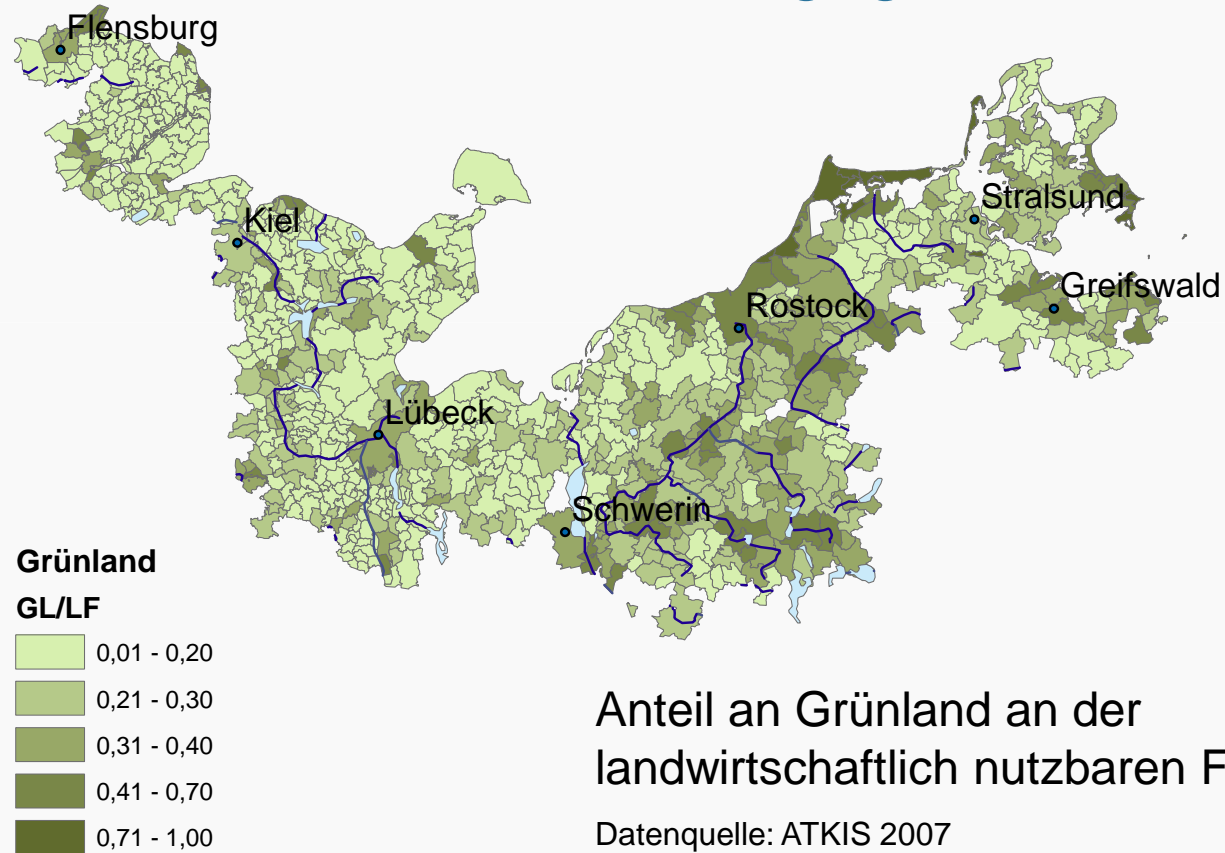 Flensburg
Kiel
Stralsund
Greifswald
Rostock
Lübeck
Schwerin
Grünland
GL/LF
0,01 - 0,20
0,21 - 0,30
0,31 - 0,40
0,41 - 0,70
0,71 - 1,00
Anteil an Grünland an der
landwirtschaftlich nutzbaren F
Datenquelle: ATKIS 2007